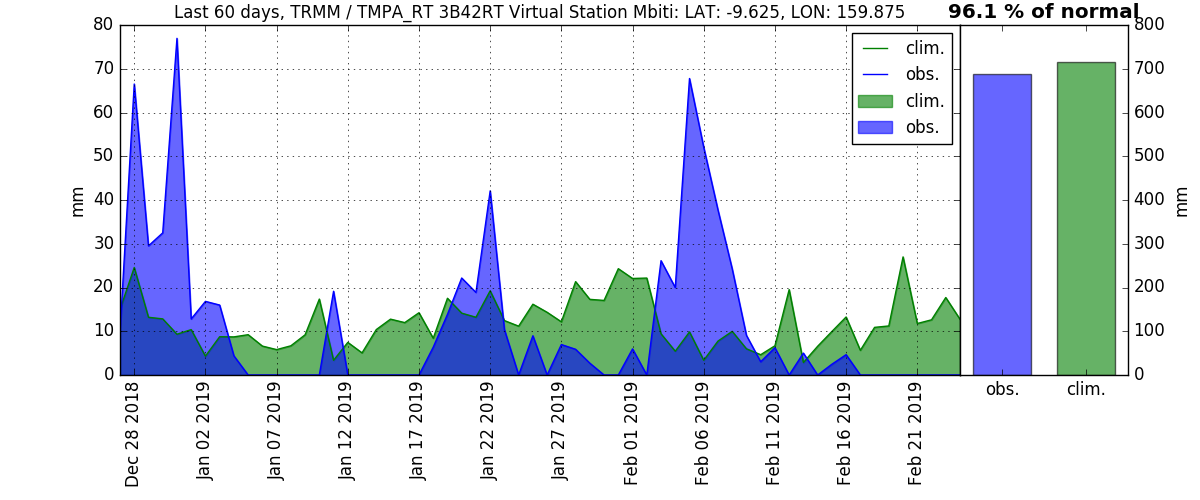 Last 60 days, TRMM / TMPA_RT 3B42RT Virtual Station Mbiti: LAT: -9.625, LON: 159.875
96.1 % of normal
80
70
60
50
40
30
20
10
0
mm
clim.
obs.
clim.
obs.
Dec 28 2018
Jan 02 2019
Jan 07 2019
Jan 12 2019
Jan 17 2019
Jan 22 2019
Jan 27 2019
Feb 01 2019
Feb 06 2019
Feb 11 2019
Feb 16 2019
Feb 21 2019
800
700
600
500
400
300
200
100
0
mm
obs.
clim.